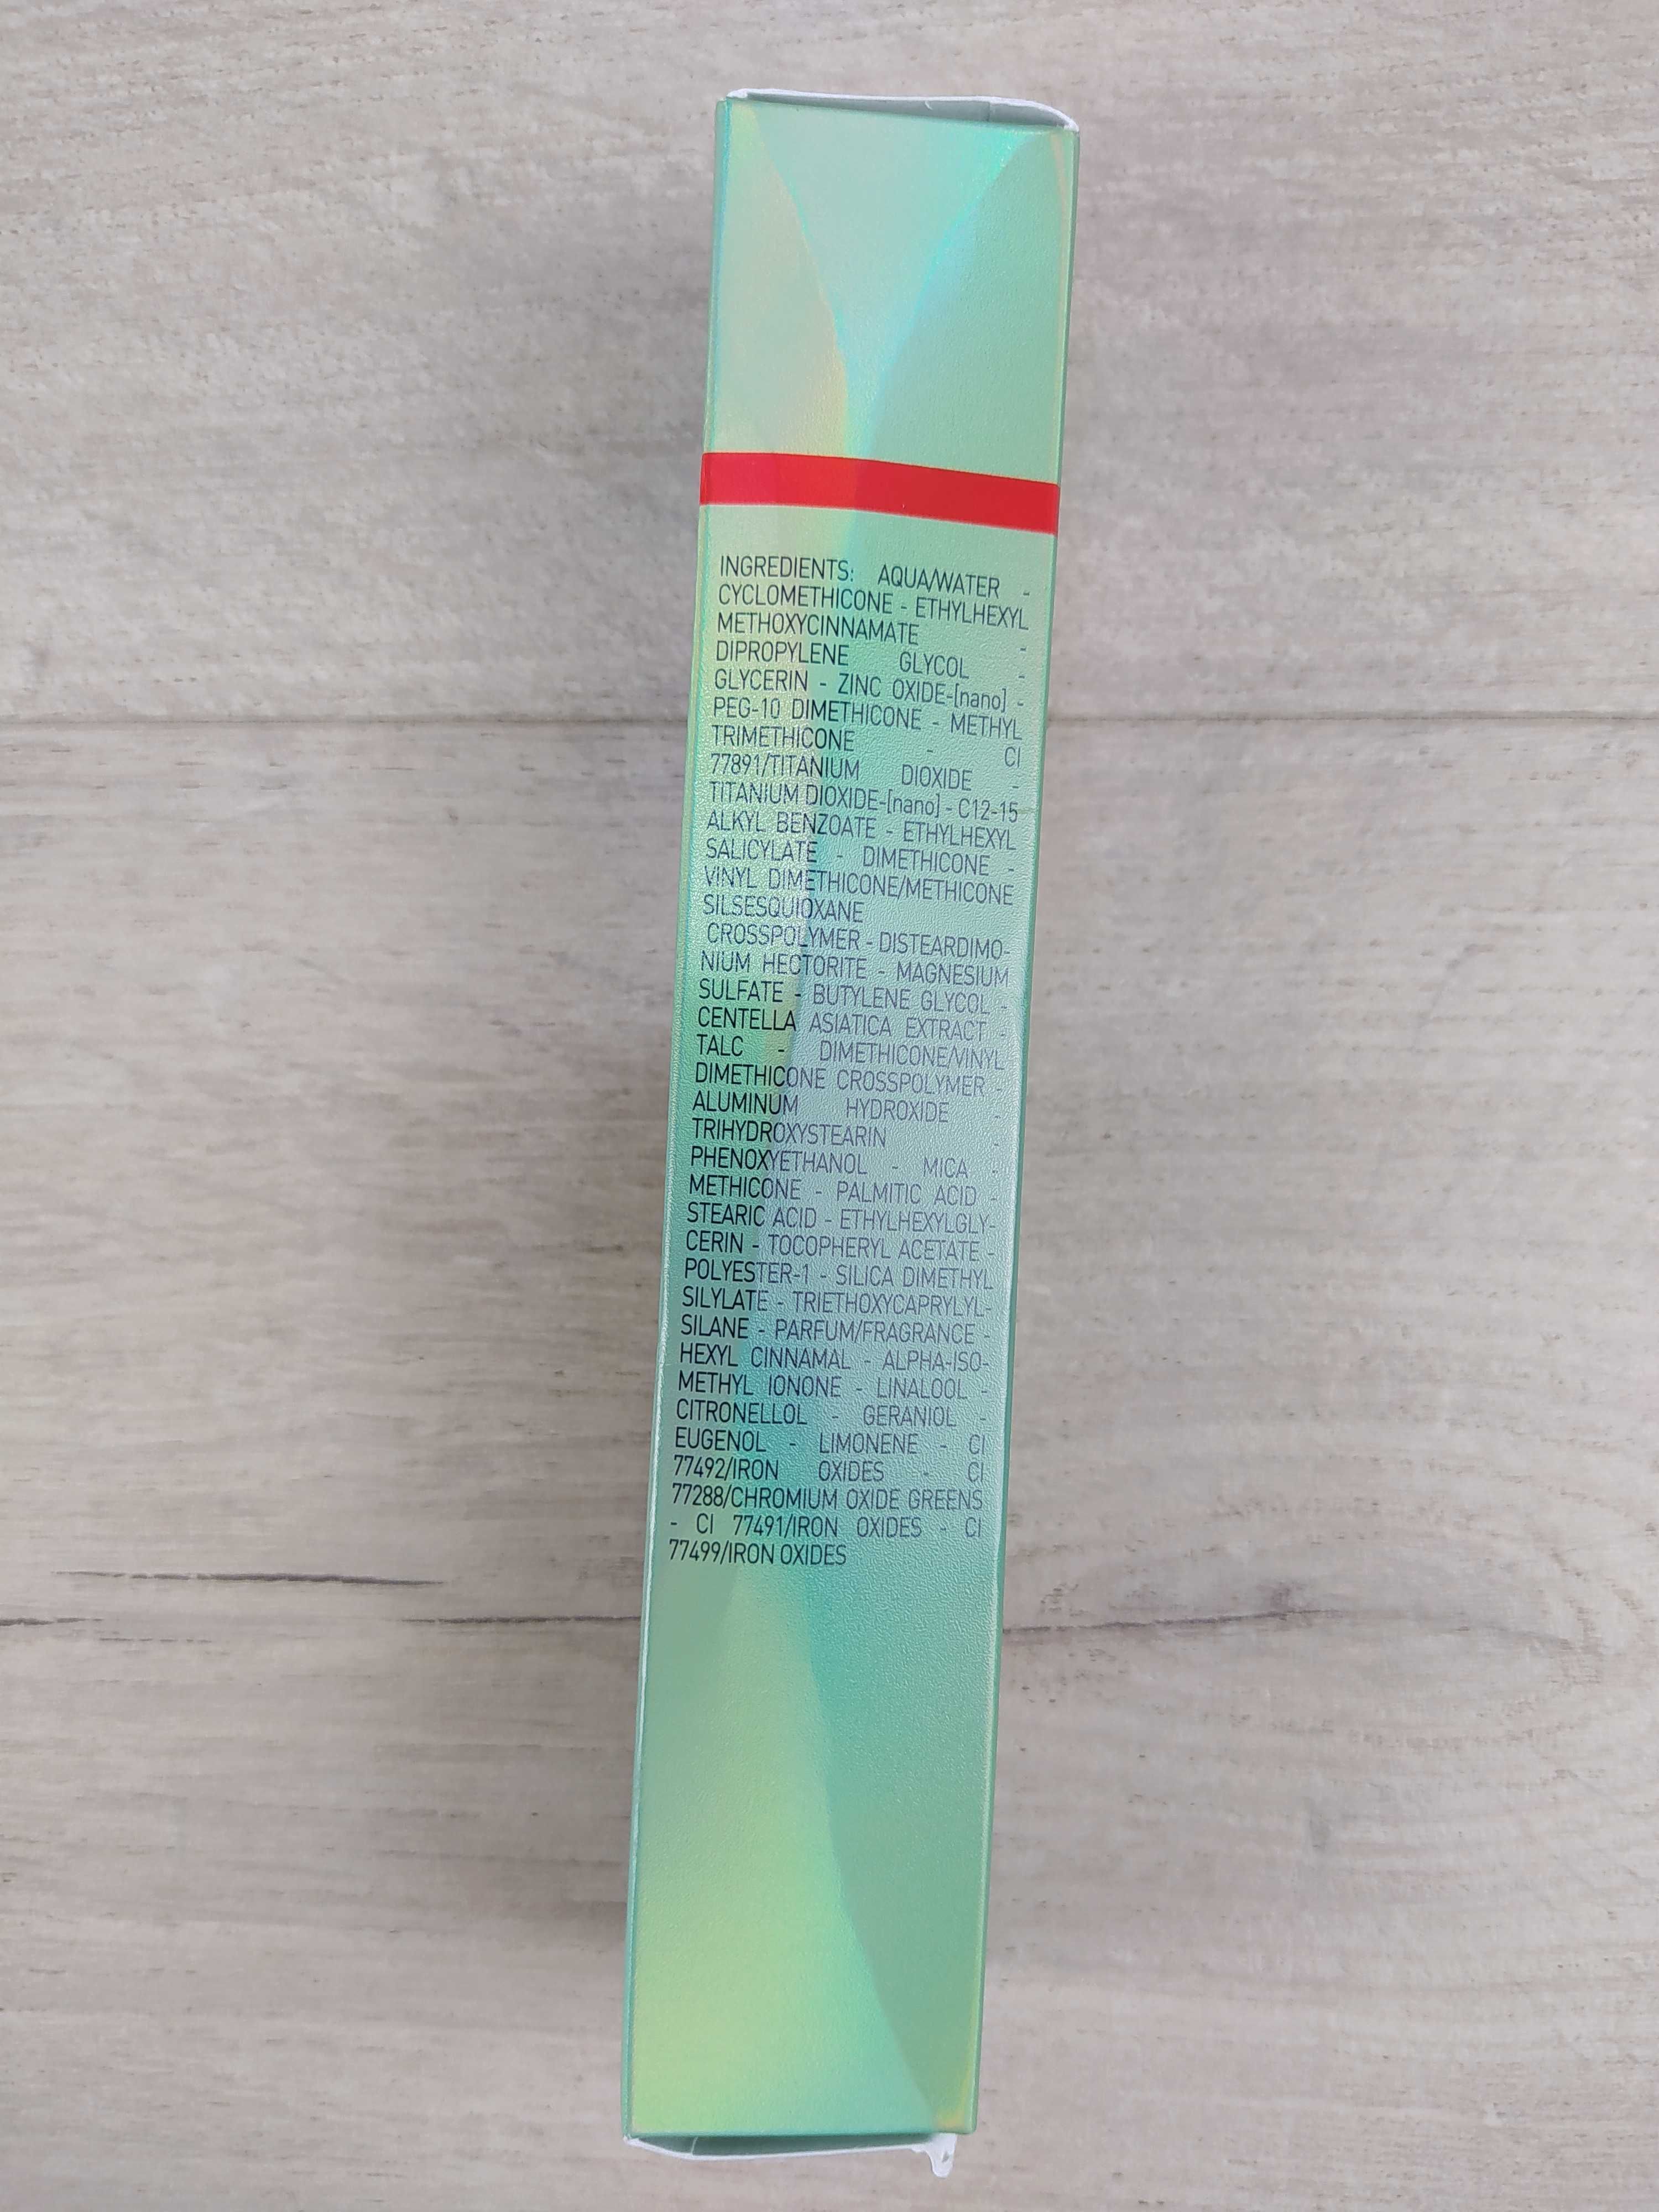 INGREDIENTS: AQUA/WATER -
CYCLOMETHICONE - ETHYLHEXYL
METHOXYCINNAMATE -
DIPROPYLENE GLYCOL -
GLYCERIN - ZINC OXIDE-[nano] -
PEG-10 DIMETHICONE - METHYL
TRIMETHICONE - CI
77891/TITANIUM DIOXIDE -
TITANIUM DIOXIDE-[nano] - C12-15
ALKYL BENZOATE - ETHYLHEXYL
SALICYLATE - DIMETHICONE -
VINYL DIMETHICONE/METHICONE
SILSESQUIOXANE
CROSSPOLYMER - DISTEARDIMO-
NIUM HECTORITE - MAGNESIUM
SULFATE - BUTYLENE GLYCOL -
CENTELLA ASIATICA EXTRACT -
TALC - DIMETHICONE/VINYL
DIMETHICONE CROSSPOLYMER -
ALUMINUM HYDROXIDE -
TRIHYDROXYSTEARIN -
PHENOXYETHANOL - MICA -
METHICONE - PALMITIC ACID -
STEARIC ACID - ETHYLHEXYLGLY-
CERIN - TOCOPHERYL ACETATE -
POLYESTER-1 - SILICA DIMETHYL
SILYLATE - TRIETHOXYCAPRYLYL-
SILANE - PARFUM/FRAGRANCE -
HEXYL CINNAMAL - ALPHA-ISO-
METHYL IONONE - LINALOOL -
CITRONELLOL - GERANIOL -
EUGENOL - LIMONENE - CI
77492/IRON OXIDES - CI
77288/CHROMIUM OXIDE GREENS
- CI 77491/IRON OXIDES - CI
77499/IRON OXIDES